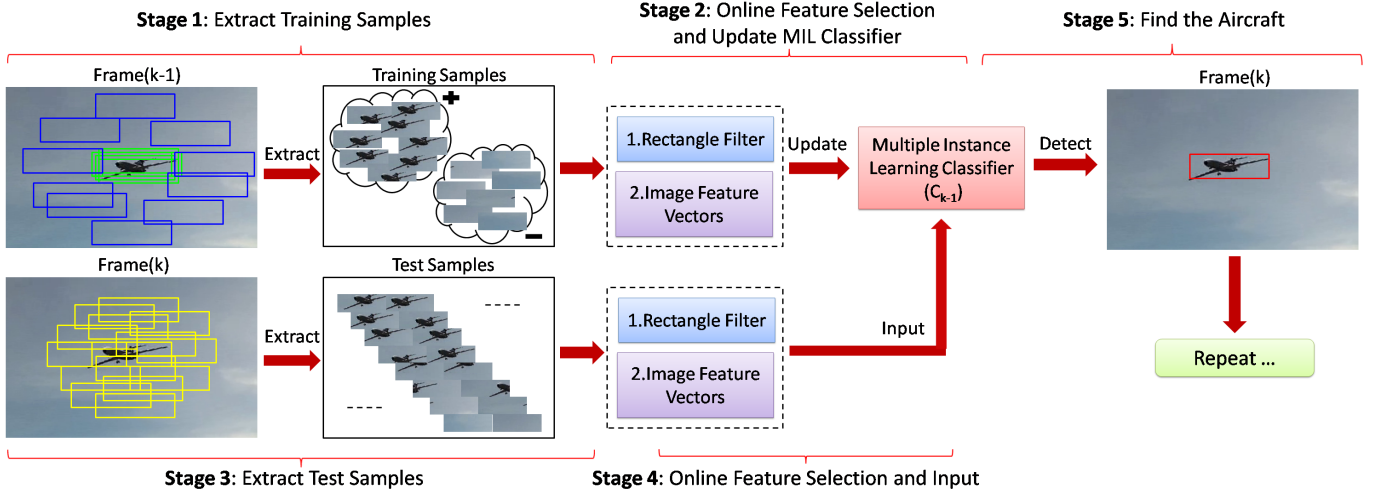 Stage 1: Extract Training Samples
Stage 2: Online Feature Selection
and Update MIL Classifier
Stage 5: Find the Aircraft
Frame(k-1)
Training Samples
Frame(k)
Extract
+
1.Rectangle Filter
2.Image Feature
Vectors
Update
Multiple Instance
Learning Classifier
(Ck-1)
Detect
Frame(k)
Test Samples
Extract
1.Rectangle Filter
2.Image Feature
Vectors
Input
Repeat ...
Stage 3: Extract Test Samples
Stage 4: Online Feature Selection and Input